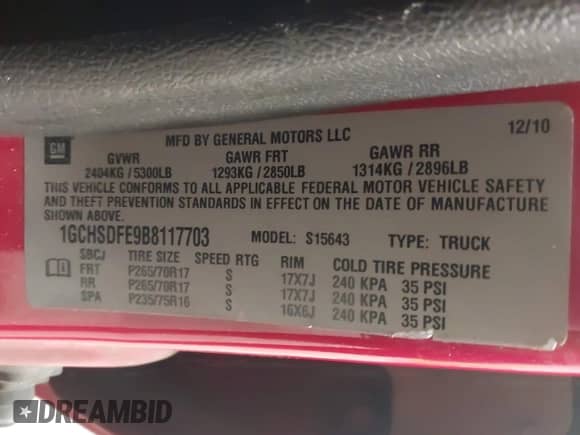 GM
MFD BY GENERAL MOTORS LLC 12/10
GVWR GAWR FRT GAWR RR
2404KG / 5300LB 1293KG / 2850LB 1314KG / 2896LB
THIS VEHICLE CONFORMS TO ALL APPLICABLE FEDERAL MOTOR VEHICLE SAFETY
AND THEFT PREVENTION STANDARDS IN EFFECT ON THE DATE OF MANUFACTURE
SHOWN ABOVE.
1GCHSDFE9B8117703 MODEL: S15643 TYPE: TRUCK
SBCJ TIRE SIZE SPEED RTG RIM COLD TIRE PRESSURE
FRT P265/70R17 S 17X7J 240 KPA 35 PSI
RR P265/70R17 S 17X7J 240 KPA 35 PSI
SPA P235/75R16 S 16X6J 240 KPA 35 PSI
DREAMBID